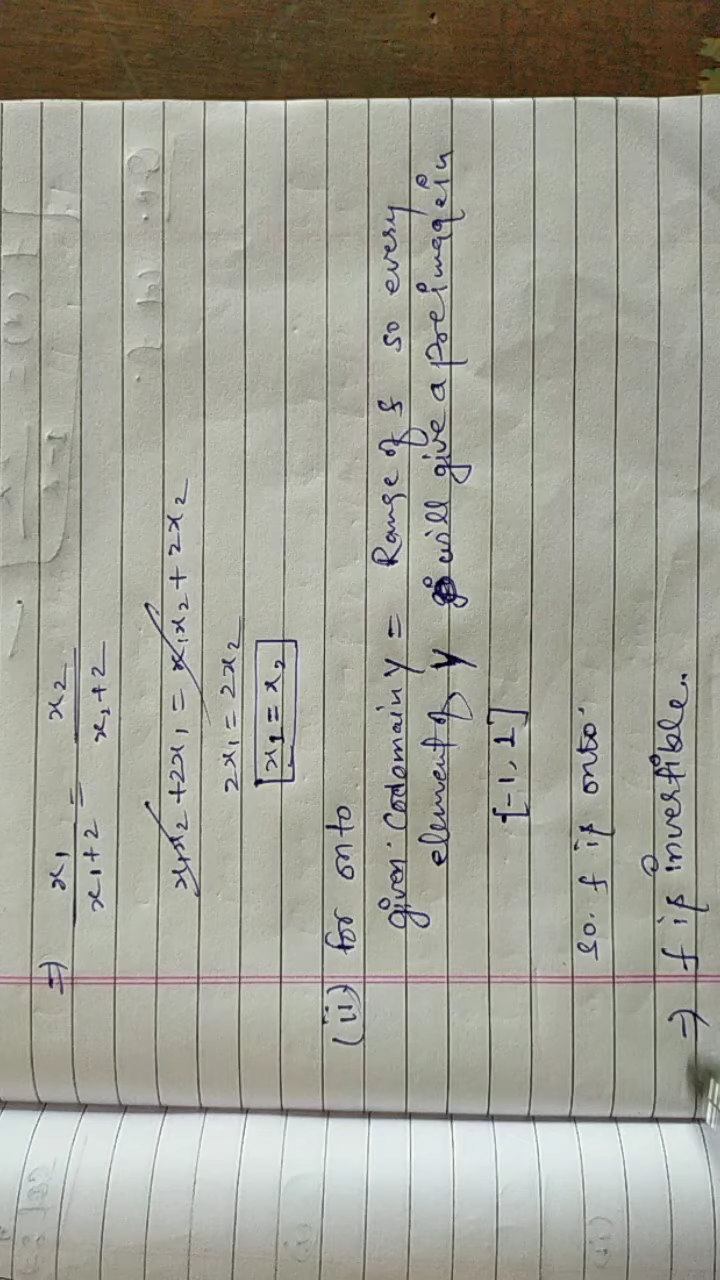 ⇒ x₁/(x₁+2) = x₂/(x₂+2)
x₁x₂ + 2x₁ = x₁x₂ + 2x₂
2x₁ = 2x₂
x₁ = x₂
(ii) for onto
given: Codomain Y = Range of f so every
element of Y will give a preimage in
[-1, 1]
so. f is onto.
⇒ f is invertible.